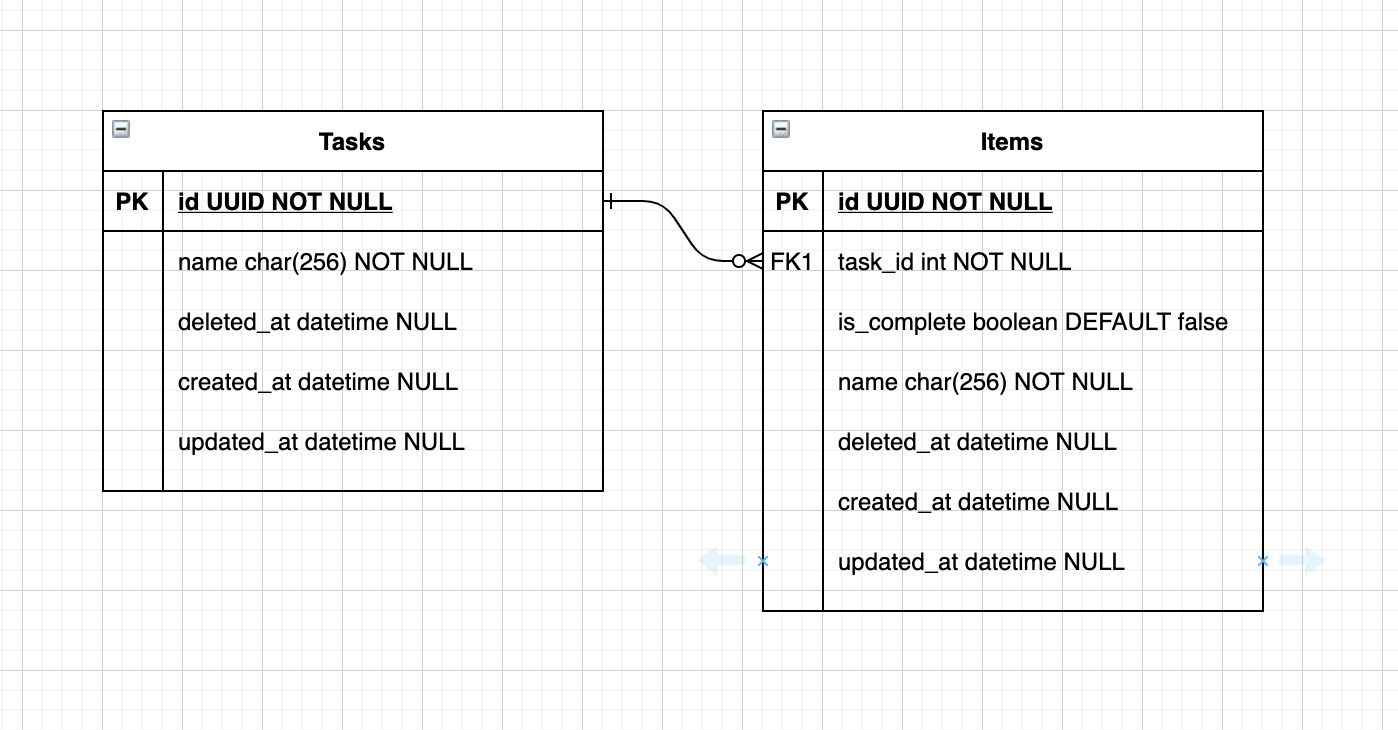 Tasks
PK id UUID NOT NULL
name char(256) NOT NULL
deleted_at datetime NULL
created_at datetime NULL
updated_at datetime NULL
Items
PK id UUID NOT NULL
FK1 task_id int NOT NULL
is_complete boolean DEFAULT false
name char(256) NOT NULL
deleted_at datetime NULL
created_at datetime NULL
updated_at datetime NULL